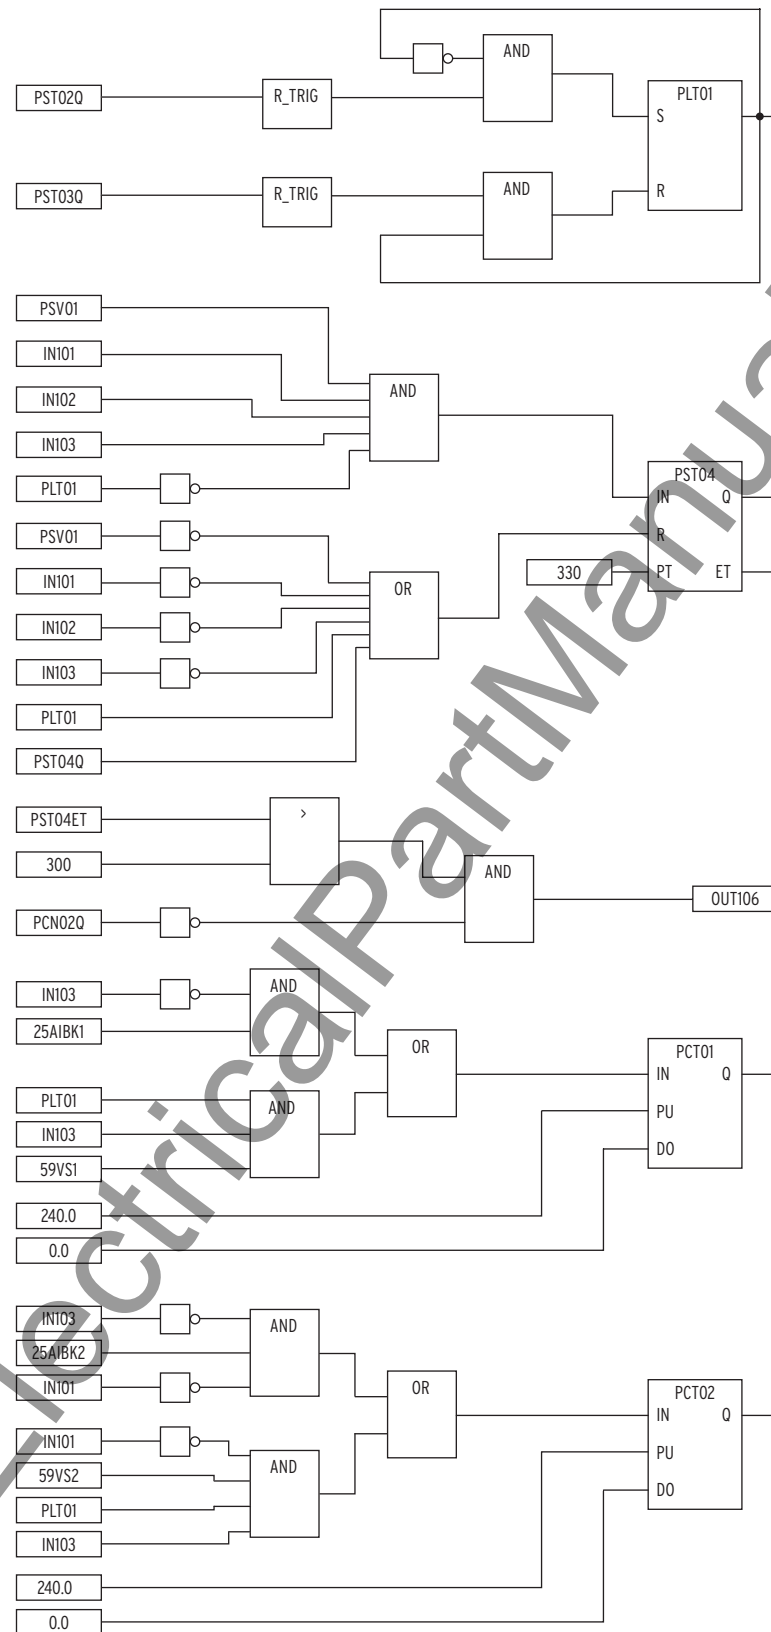 AND
PST02Q
R_TRIG
PLT01
S
PST03Q
R_TRIG
AND
R
PSV01
IN101
IN102
AND
IN103
PLT01
PST04
IN Q
PSV01
R
IN101
OR
330
PT ET
IN102
IN103
PLT01
PST04Q
PST04ET
>
300
AND
OUT106
PCN02Q
IN103
AND
25AIBK1
OR
PCT01
IN Q
PLT01
AND
PU
IN103
DO
59VS1
240.0
0.0
IN103
AND
25AIBK2
IN101
OR
PCT02
IN Q
IN101
AND
PU
59VS2
DO
PLT01
IN103
240.0
0.0
ElectricalPartManua